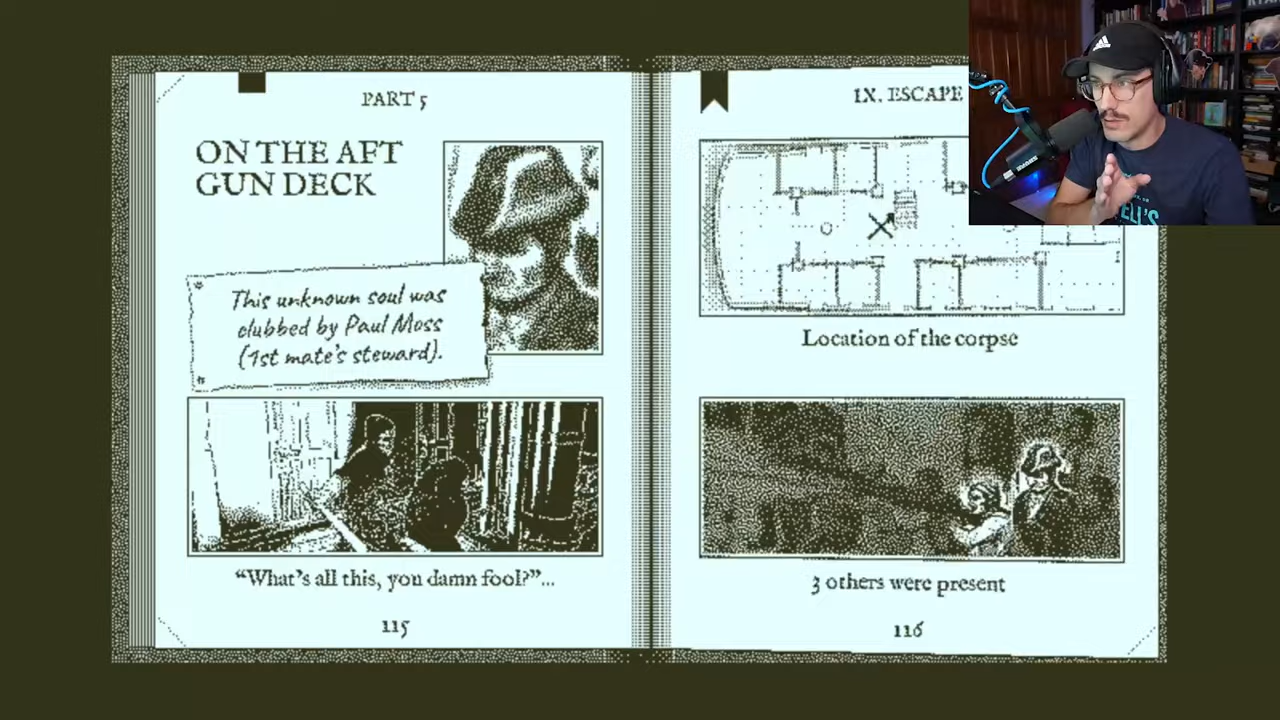 PART 5
ON THE AFT
GUN DECK
This unknown soul was
clubbed by Paul Moss
(1st mate's steward).
"What's all this, you damn fool?"...
115
IX. ESCAPE
Location of the corpse
3 others were present
116